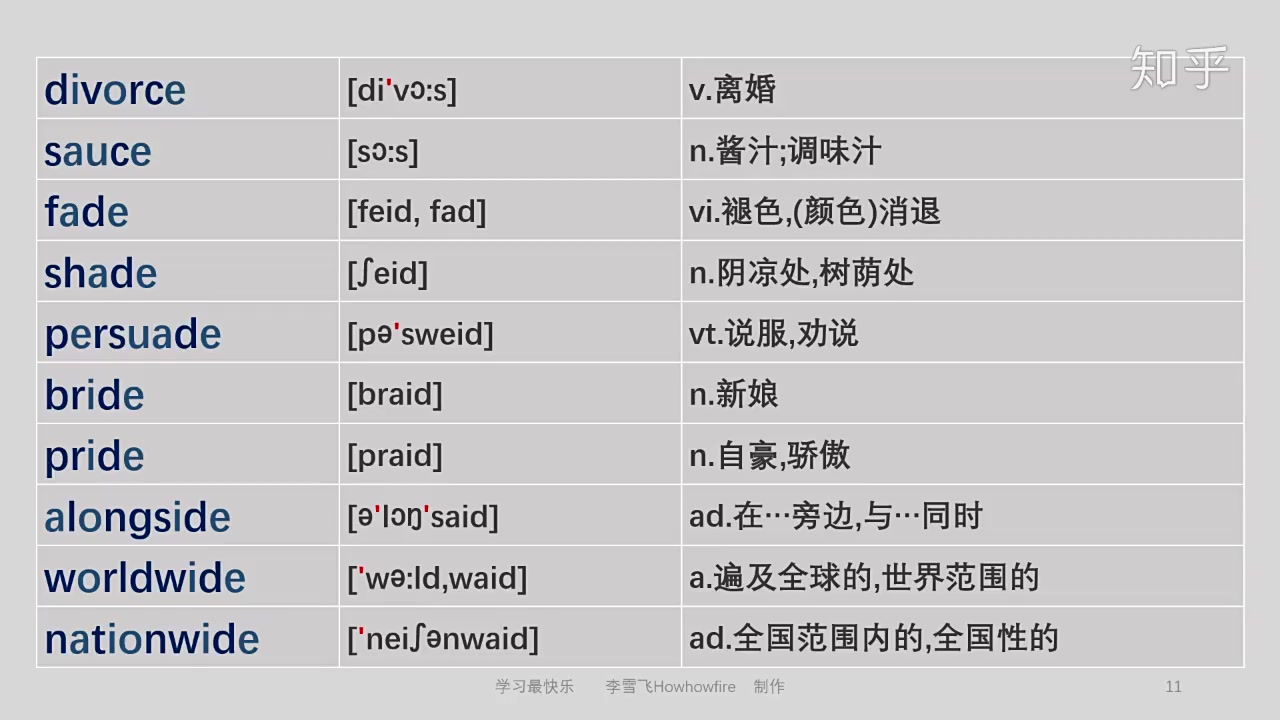 知乎
divorce [di'vɔ:s] v.离婚
sauce [sɔ:s] n.酱汁;调味汁
fade [feid, fad] vi.褪色,(颜色)消退
shade [ʃeid] n.阴凉处,树荫处
persuade [pə'sweid] vt.说服,劝说
bride [braid] n.新娘
pride [praid] n.自豪,骄傲
alongside [ə'lɔŋ'said] ad.在…旁边,与…同时
worldwide ['wə:ld,waid] a.遍及全球的,世界范围的
nationwide ['neiʃənwaid] ad.全国范围内的,全国性的
学习最快乐 李雪飞Howhowfire 制作 11